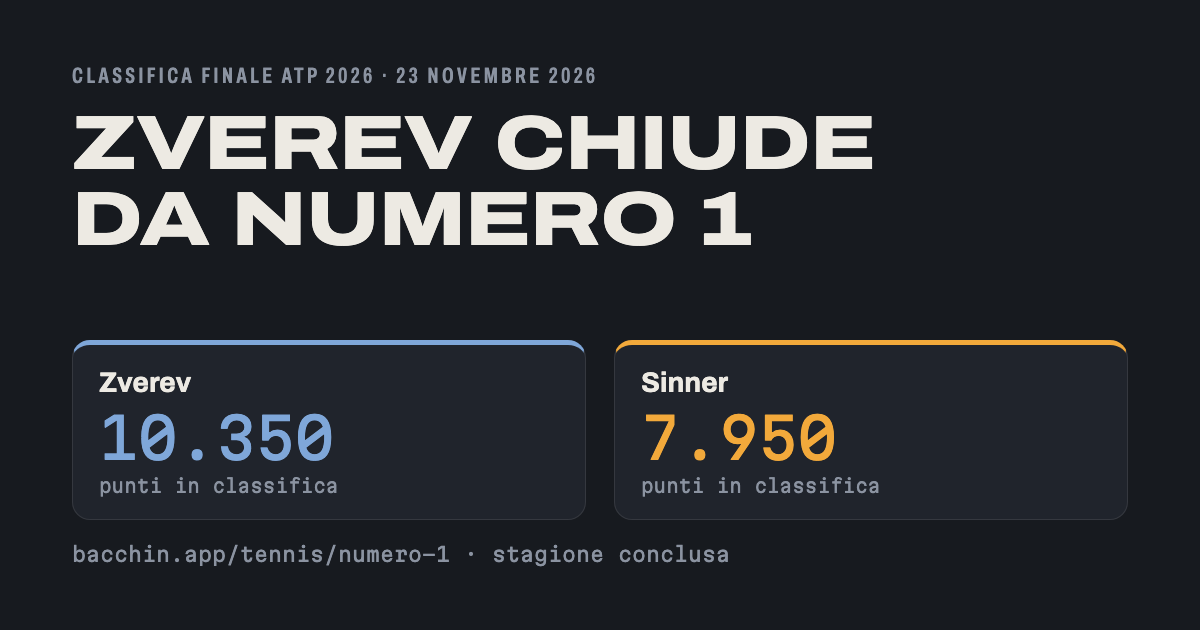 CLASSIFICA FINALE ATP 2026 · 23 NOVEMBRE 2026
ZVEREV CHIUDE
DA NUMERO 1
Zverev
10.350
punti in classifica
Sinner
7.950
punti in classifica
bacchin.app/tennis/numero-1 · stagione conclusa